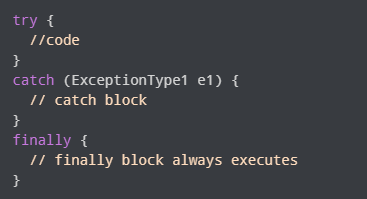 try {
  //code
}
catch (ExceptionType1 e1) {
  // catch block
}
finally {
  // finally block always executes
}